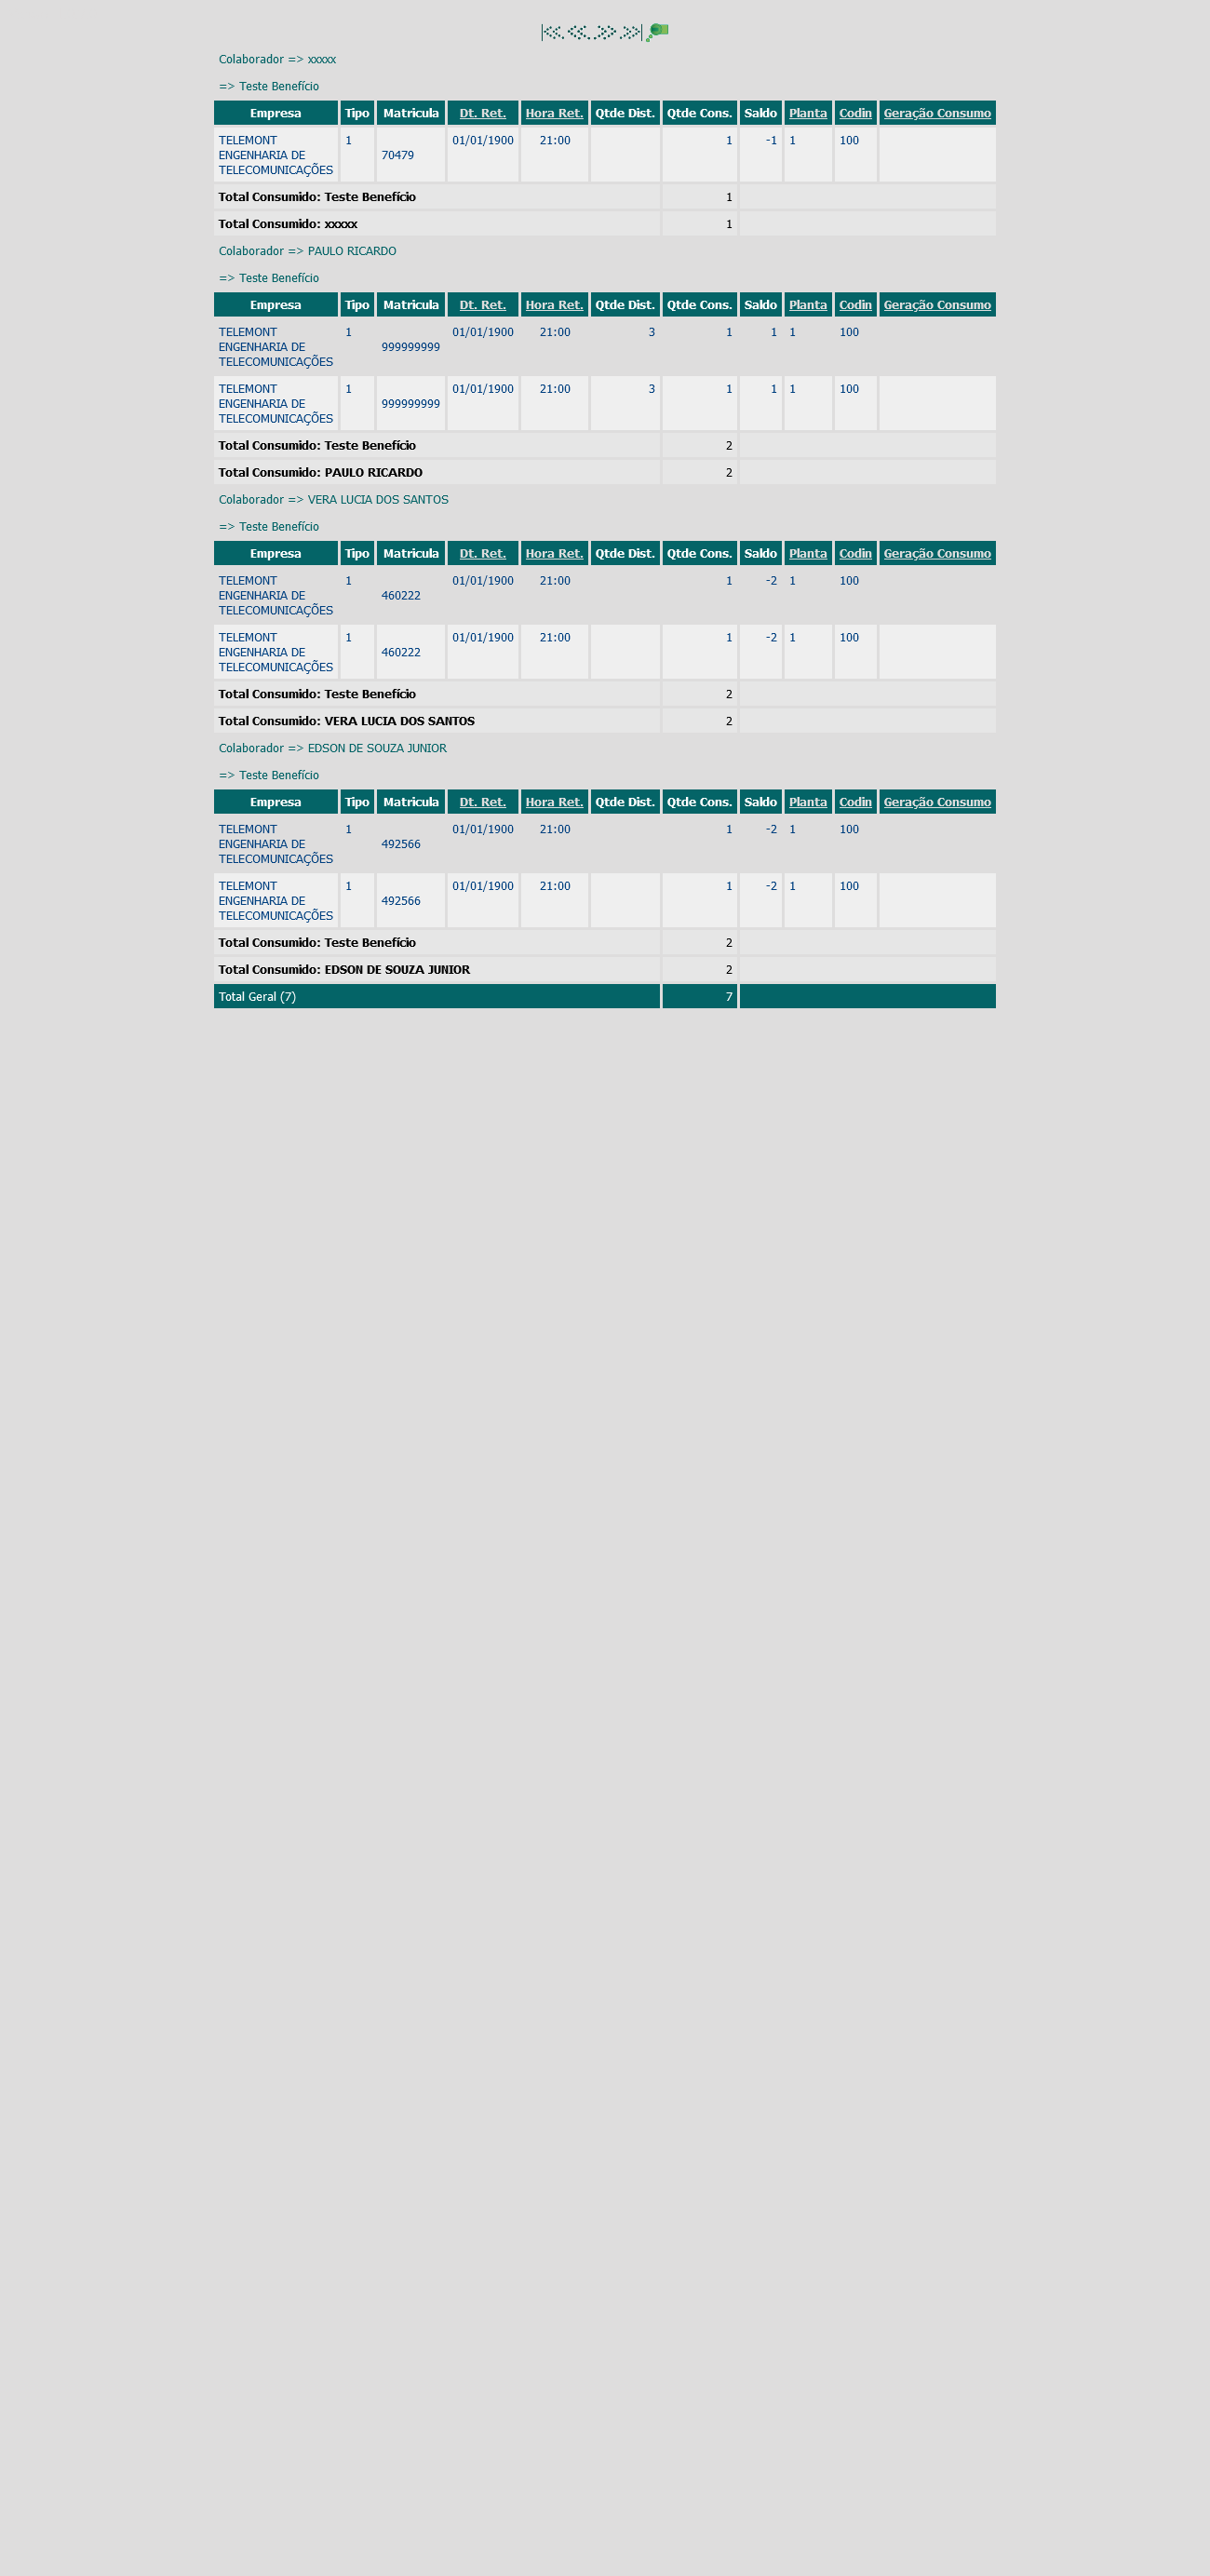 Colaborador => xxxxx
=> Teste Benefício
Empresa Tipo Matricula Dt. Ret. Hora Ret. Qtde Dist. Qtde Cons. Saldo Planta Codin Geração Consumo
TELEMONT 1 01/01/1900 21:00 1 -1 1 100
ENGENHARIA DE 70479
TELECOMUNICAÇÕES
Total Consumido: Teste Benefício 1
Total Consumido: xxxxx 1
Colaborador => PAULO RICARDO
=> Teste Benefício
Empresa Tipo Matricula Dt. Ret. Hora Ret. Qtde Dist. Qtde Cons. Saldo Planta Codin Geração Consumo
TELEMONT 1 01/01/1900 21:00 3 1 1 1 100
ENGENHARIA DE 999999999
TELECOMUNICAÇÕES
TELEMONT 1 01/01/1900 21:00 3 1 1 1 100
ENGENHARIA DE 999999999
TELECOMUNICAÇÕES
Total Consumido: Teste Benefício 2
Total Consumido: PAULO RICARDO 2
Colaborador => VERA LUCIA DOS SANTOS
=> Teste Benefício
Empresa Tipo Matricula Dt. Ret. Hora Ret. Qtde Dist. Qtde Cons. Saldo Planta Codin Geração Consumo
TELEMONT 1 01/01/1900 21:00 1 -2 1 100
ENGENHARIA DE 460222
TELECOMUNICAÇÕES
TELEMONT 1 01/01/1900 21:00 1 -2 1 100
ENGENHARIA DE 460222
TELECOMUNICAÇÕES
Total Consumido: Teste Benefício 2
Total Consumido: VERA LUCIA DOS SANTOS 2
Colaborador => EDSON DE SOUZA JUNIOR
=> Teste Benefício
Empresa Tipo Matricula Dt. Ret. Hora Ret. Qtde Dist. Qtde Cons. Saldo Planta Codin Geração Consumo
TELEMONT 1 01/01/1900 21:00 1 -2 1 100
ENGENHARIA DE 492566
TELECOMUNICAÇÕES
TELEMONT 1 01/01/1900 21:00 1 -2 1 100
ENGENHARIA DE 492566
TELECOMUNICAÇÕES
Total Consumido: Teste Benefício 2
Total Consumido: EDSON DE SOUZA JUNIOR 2
Total Geral (7) 7